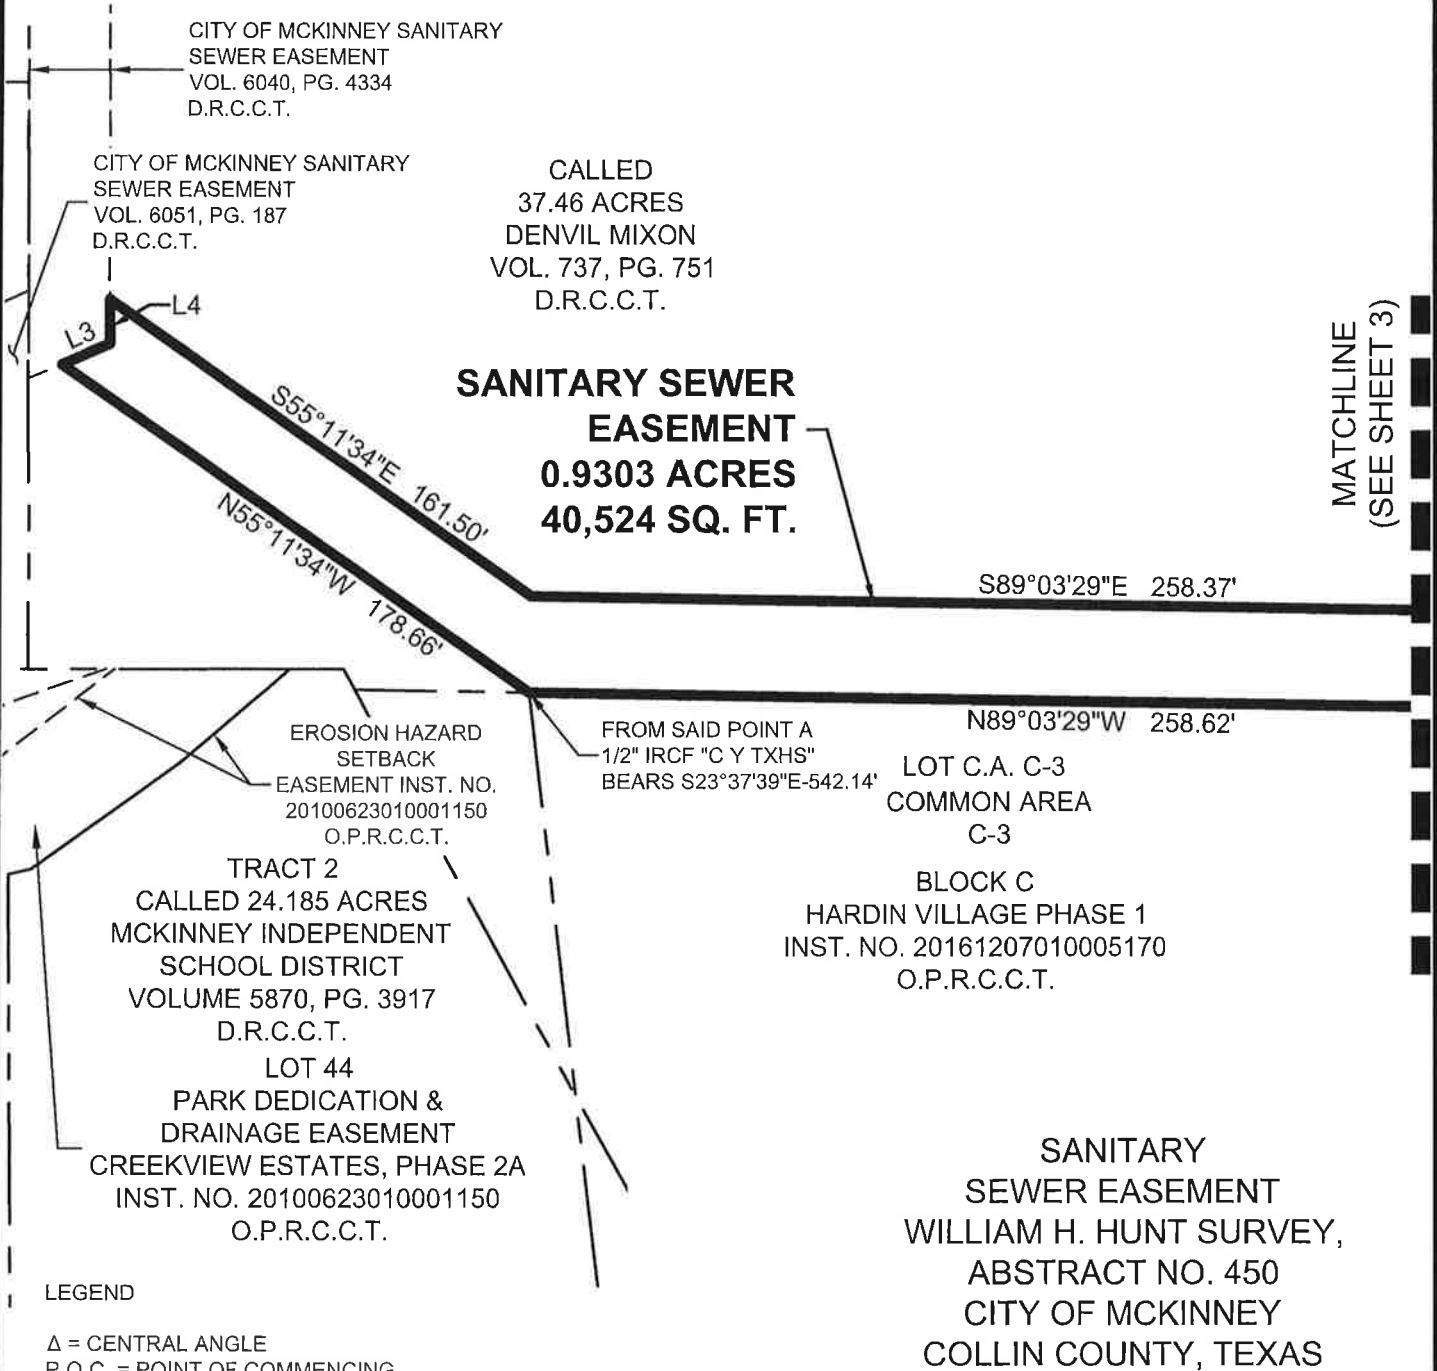 CITY OF MCKINNEY SANITARY
SEWER EASEMENT
VOL. 6040, PG. 4334
D.R.C.C.T.
CITY OF MCKINNEY SANITARY
SEWER EASEMENT
VOL. 6051, PG. 187
D.R.C.C.T.
CALLED
37.46 ACRES
DENVIL MIXON
VOL. 737, PG. 751
D.R.C.C.T.
L4
L3
MATCHLINE
(SEE SHEET 3)
SANITARY SEWER
EASEMENT
0.9303 ACRES
40,524 SQ. FT.
S55°11'34"E 161.50'
N55°11'34"W 178.66'
S89°03'29"E 258.37'
N89°03'29"W 258.62'
FROM SAID POINT A
1/2" IRCF "C Y TXHS"
BEARS S23°37'39"E-542.14'
EROSION HAZARD
SETBACK
EASEMENT INST. NO.
20100623010001150
O.P.R.C.C.T.
LOT C.A. C-3
COMMON AREA
C-3
BLOCK C
HARDIN VILLAGE PHASE 1
INST. NO. 20161207010005170
O.P.R.C.C.T.
TRACT 2
CALLED 24.185 ACRES
MCKINNEY INDEPENDENT
SCHOOL DISTRICT
VOLUME 5870, PG. 3917
D.R.C.C.T.
LOT 44
PARK DEDICATION &
DRAINAGE EASEMENT
CREEKVIEW ESTATES, PHASE 2A
INST. NO. 20100623010001150
O.P.R.C.C.T.
SANITARY
SEWER EASEMENT
WILLIAM H. HUNT SURVEY,
ABSTRACT NO. 450
CITY OF MCKINNEY
COLLIN COUNTY, TEXAS
LEGEND
Δ = CENTRAL ANGLE
P.O.C. = POINT OF COMMENCING